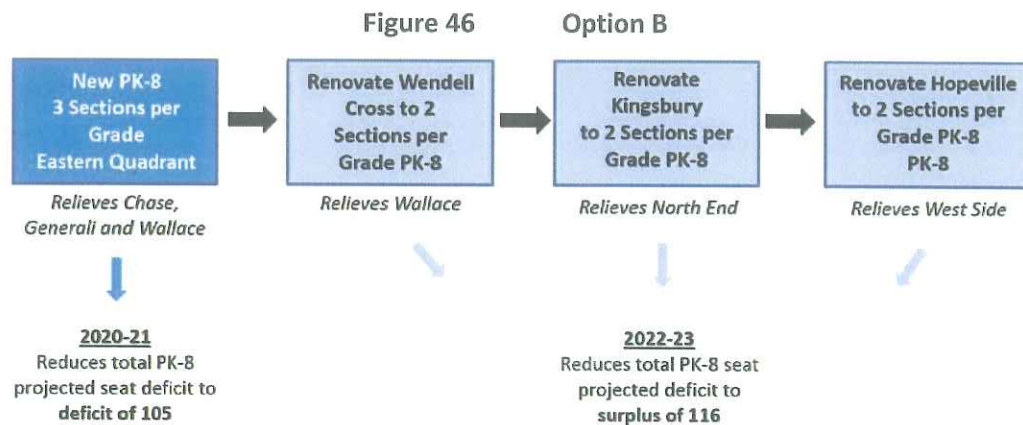 Figure 46 Option B
New PK-8
3 Sections per
Grade
Eastern Quadrant
Renovate Wendell
Cross to 2
Sections per
Grade PK-8
Renovate
Kingsbury
to 2 Sections per
Grade PK-8
Renovate Hopeville
to 2 Sections per
Grade PK-8
PK-8
Relieves Chase,
Generali and Wallace
Relieves Wallace
Relieves North End
Relieves West Side
2020-21
Reduces total PK-8
projected seat deficit to
deficit of 105
2022-23
Reduces total PK-8 seat
projected deficit to
surplus of 116